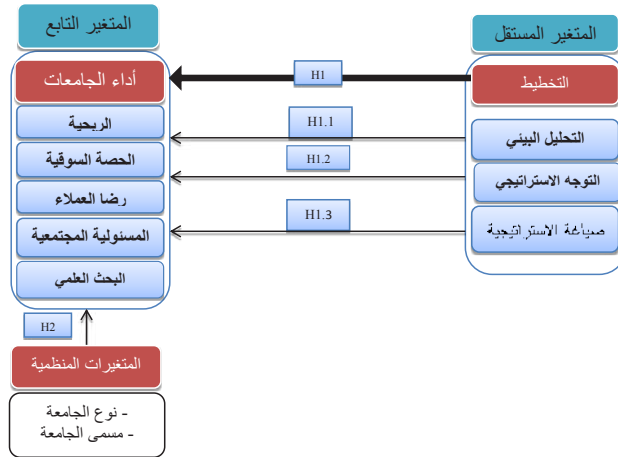 المتغير المستقل
المتغير التابع
التخطيط
H1
أداء الجامعات
التحليل البيئي
H1.1
الربحية
التوجه الاستراتيجي
H1.2
الحصة السوقية
رضا العملاء
صياغة الاستراتيجية
H1.3
المسئولية المجتمعية
البحث العلمي
H2
المتغيرات المنظمية
- نوع الجامعة
- مسمى الجامعة